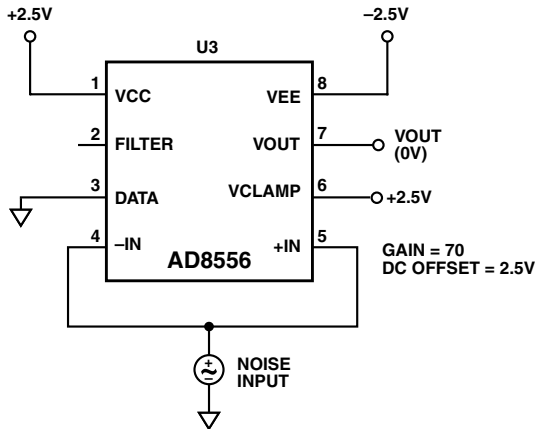 +2.5V
–2.5V
U3
1
VCC
VEE
8
2
FILTER
VOUT
7
VOUT
(0V)
3
DATA
VCLAMP
6
+2.5V
4
–IN
+IN
5
AD8556
GAIN = 70
DC OFFSET = 2.5V
NOISE
INPUT